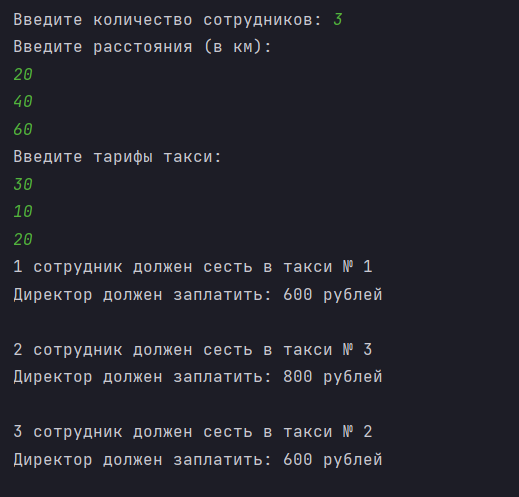 Введите количество сотрудников: 3
Введите расстояния (в км):
20
40
60
Введите тарифы такси:
30
10
20
1 сотрудник должен сесть в такси № 1
Директор должен заплатить: 600 рублей
2 сотрудник должен сесть в такси № 3
Директор должен заплатить: 800 рублей
3 сотрудник должен сесть в такси № 2
Директор должен заплатить: 600 рублей